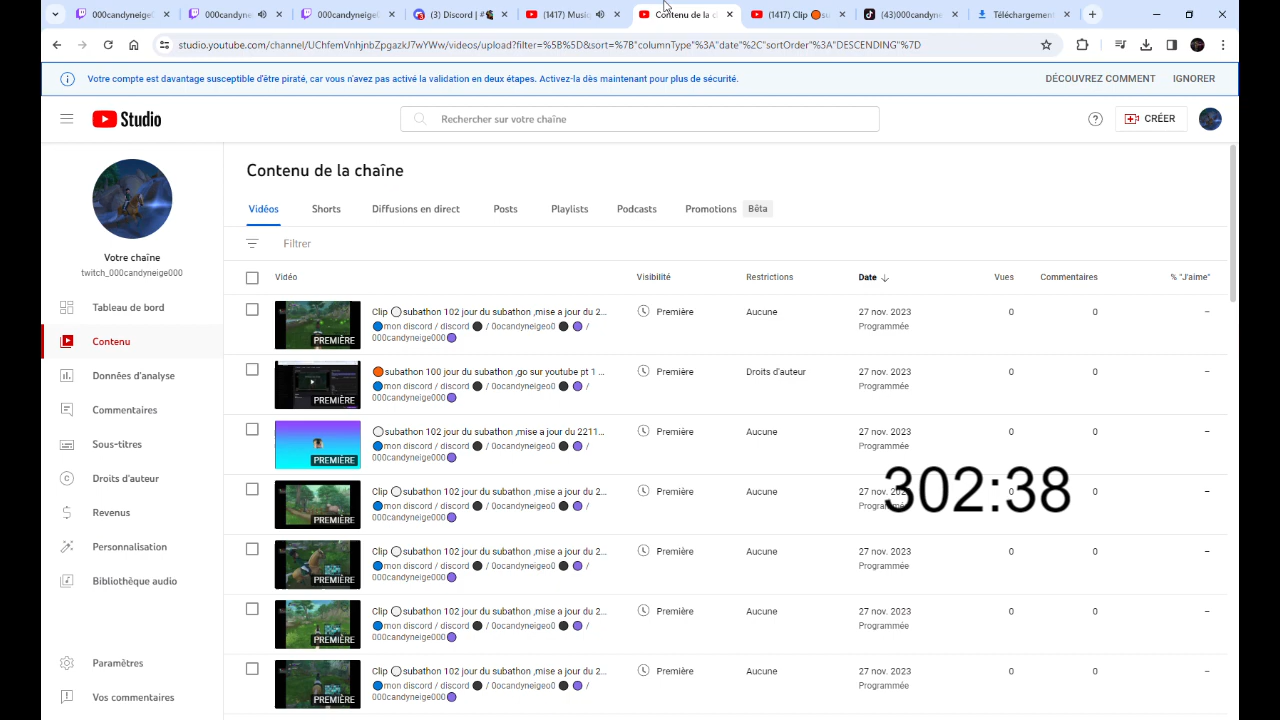 000candyneige
000candyneige
000candyneige
(3) Discord | #
(1417) Musiq
Contenu de la c
(1417) Clip 🟠su
(43)000candyne
Téléchargement
studio.youtube.com/channel/UChfemVnhjnbZpgazkJ7wYWw/videos/upload?filter=%5B%5D&sort=%7B"columnType"%3A"date"%2C"sortOrder"%3A"DESCENDING"%7D
Votre compte est davantage susceptible d'être piraté, car vous n'avez pas activé la validation en deux étapes. Activez-la dès maintenant pour plus de sécurité.
DÉCOUVREZ COMMENT
IGNORER
Studio
Rechercher sur votre chaîne
CRÉER
Votre chaîne
twitch_000candyneige000
Tableau de bord
Contenu
Données d'analyse
Commentaires
Sous-titres
Droits d'auteur
Revenus
Personnalisation
Bibliothèque audio
Paramètres
Vos commentaires
Contenu de la chaîne
Vidéos Shorts Diffusions en direct Posts Playlists Podcasts Promotions Bêta
Filtrer
Vidéo Visibilité Restrictions Date ↓ Vues Commentaires % "J'aime"
PREMIÈRE
Clip ⚪subathon 102 jour du subathon ,mise a jour du 2...
🔵mon discord / discord ⚫ / 0ocandyneigeo0 ⚫ 🟣 /
000candyneige000🟣
Première Aucune 27 nov. 2023 0 0 –
Programmée
PREMIÈRE
🟠subathon 100 jour du subathon ,go sur youtube pt 1 ...
🔵mon discord / discord ⚫ / 0ocandyneigeo0 ⚫ 🟣 /
000candyneige000🟣
Première Droits d'auteur 27 nov. 2023 0 0 –
Programmée
PREMIÈRE
⚪subathon 102 jour du subathon ,mise a jour du 2211...
🔵mon discord / discord ⚫ / 0ocandyneigeo0 ⚫ 🟣 /
000candyneige000🟣
Première Aucune 27 nov. 2023 0 0 –
Programmée
PREMIÈRE
Clip ⚪subathon 102 jour du subathon ,mise a jour du 2...
🔵mon discord / discord ⚫ / 0ocandyneigeo0 ⚫ 🟣 /
000candyneige000🟣
Première Aucune 27 nov. 2023 0 0 –
Programmée
302:38
PREMIÈRE
Clip ⚪subathon 102 jour du subathon ,mise a jour du 2...
🔵mon discord / discord ⚫ / 0ocandyneigeo0 ⚫ 🟣 /
000candyneige000🟣
Première Aucune 27 nov. 2023 0 0 –
Programmée
PREMIÈRE
Clip ⚪subathon 102 jour du subathon ,mise a jour du 2...
🔵mon discord / discord ⚫ / 0ocandyneigeo0 ⚫ 🟣 /
000candyneige000🟣
Première Aucune 27 nov. 2023 0 0 –
Programmée
PREMIÈRE
Clip ⚪subathon 102 jour du subathon ,mise a jour du 2...
🔵mon discord / discord ⚫ / 0ocandyneigeo0 ⚫ 🟣 /
000candyneige000🟣
Première Aucune 27 nov. 2023 0 0 –
Programmée